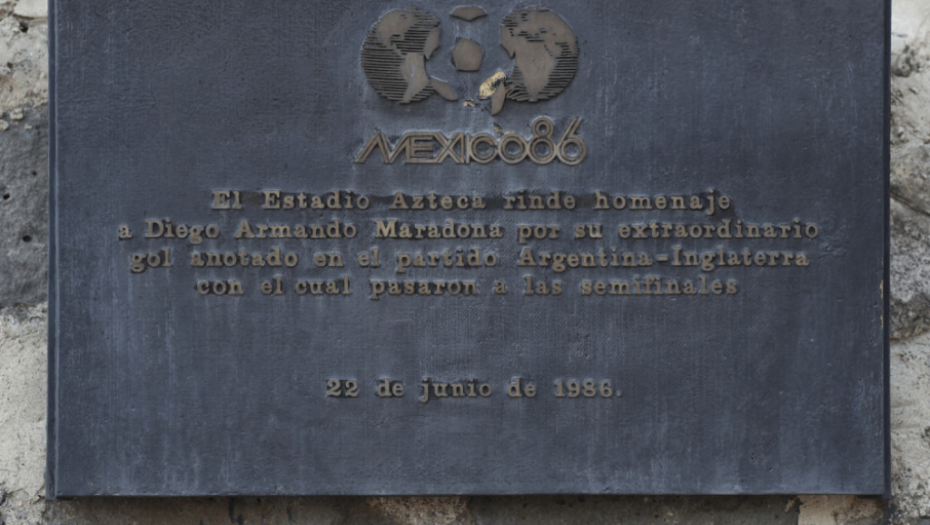 MEXICO86
El Estadio Azteca rinde homenaje
a Diego Armando Maradona por su extraordinario
gol anotado en el partido Argentina-Inglaterra
con el cual pasaron a las semifinales
22 de junio de 1986.